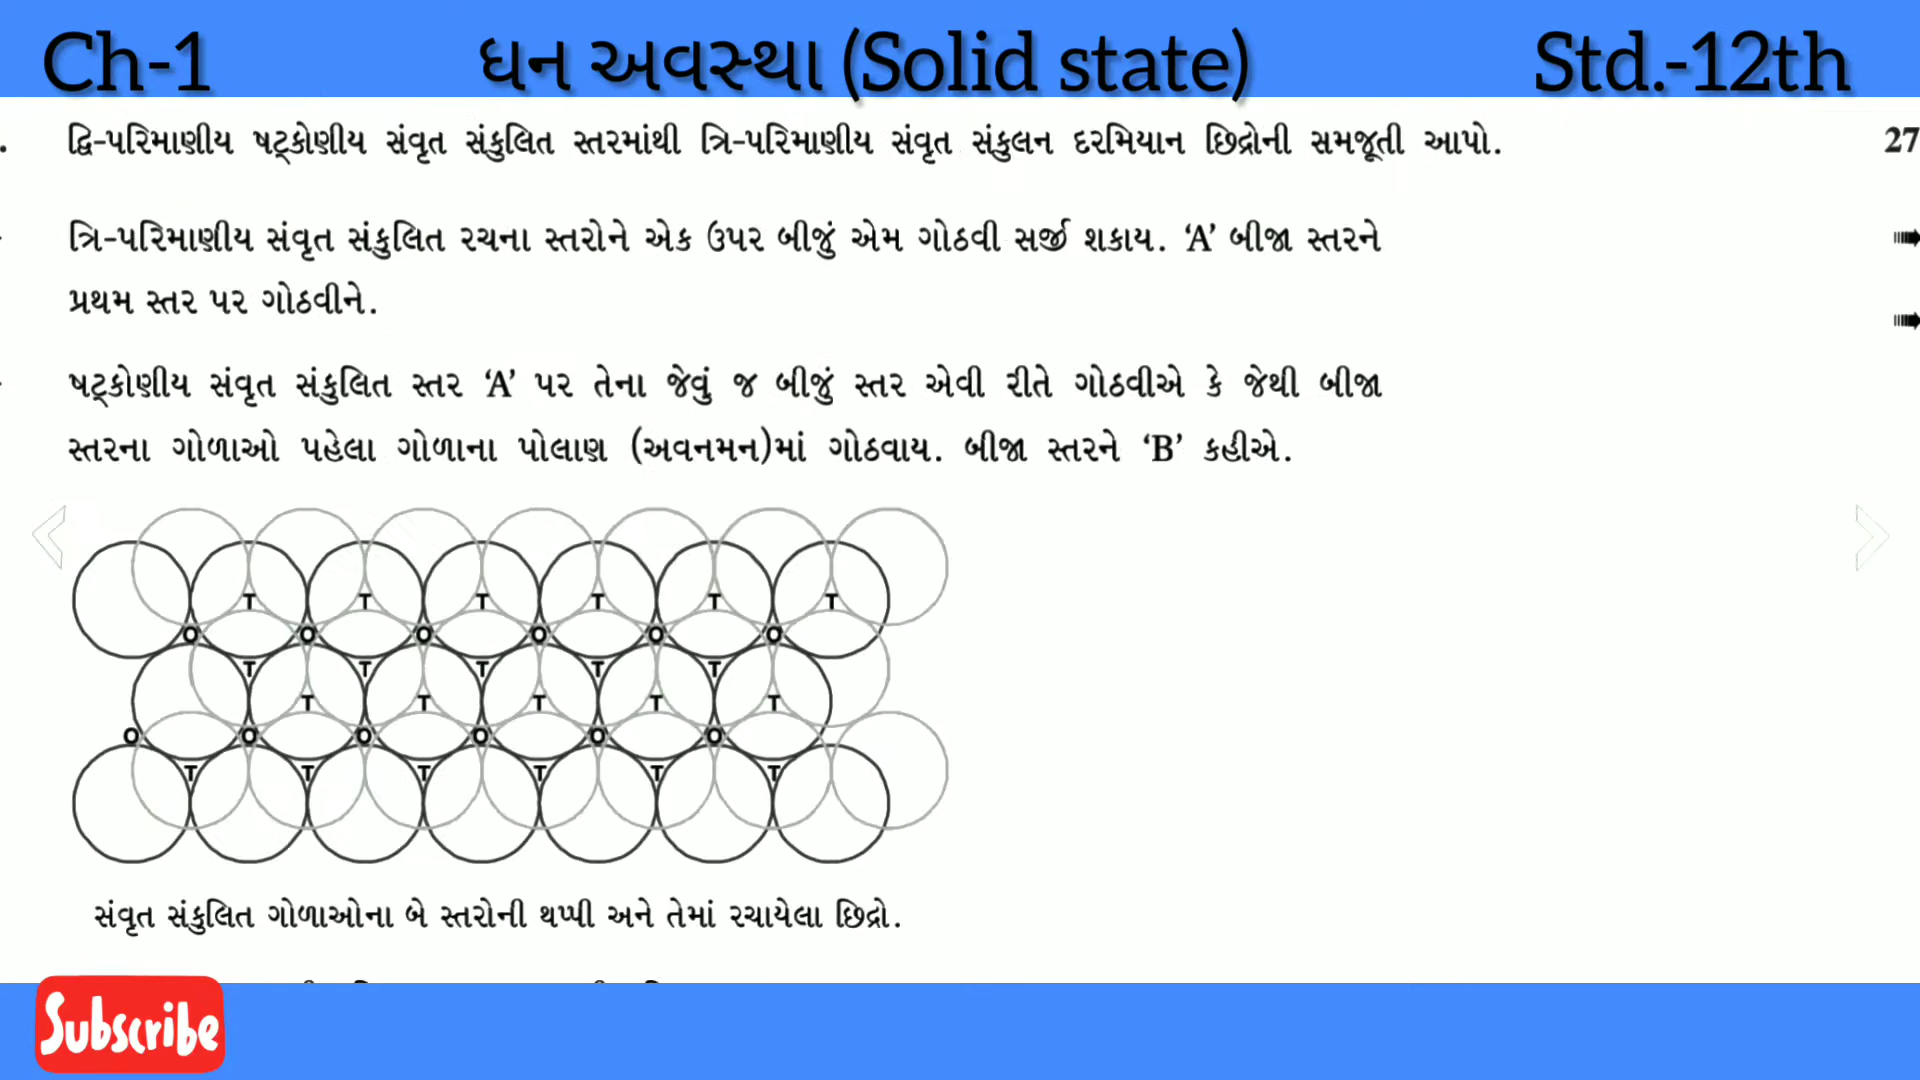 Ch-1 ઘન અવસ્થા (Solid state) Std.-12th
. દ્વિ-પરિમાણીય ષટ્કોણીય સંવૃત સંકુલિત સ્તરમાંથી ત્રિ-પરિમાણીય સંવૃત સંકુલન દરમિયાન છિદ્રોની સમજૂતી આપો. 27
ત્રિ-પરિમાણીય સંવૃત સંકુલિત રચના સ્તરોને એક ઉપર બીજું એમ ગોઠવી સર્જી શકાય. ‘A’ બીજા સ્તરને
પ્રથમ સ્તર પર ગોઠવીને.
ષટ્કોણીય સંવૃત સંકુલિત સ્તર ‘A’ પર તેના જેવું જ બીજું સ્તર એવી રીતે ગોઠવીએ કે જેથી બીજા
સ્તરના ગોળાઓ પહેલા ગોળાના પોલાણ (અવનમન)માં ગોઠવાય. બીજા સ્તરને ‘B’ કહીએ.
T T T T T T
O O O O O O
T T T T T
T T T T T
O O O O O O
T T T T T T
સંવૃત સંકુલિત ગોળાઓના બે સ્તરોની થપ્પી અને તેમાં રચાયેલા છિદ્રો.
Subscribe